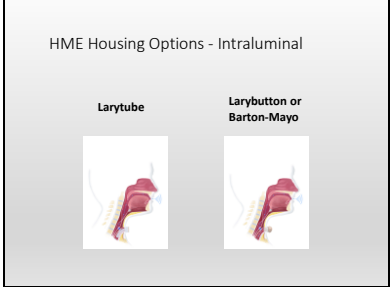 HME Housing Options - Intraluminal
Larytube
Larybutton or
Barton-Mayo